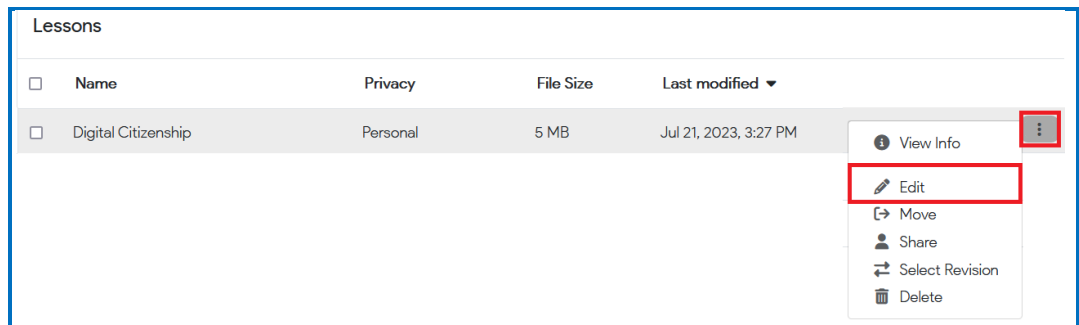 Lessons
Name Privacy File Size Last modified
Digital Citizenship Personal 5 MB Jul 21, 2023, 3:27 PM
View Info
Edit
Move
Share
Select Revision
Delete